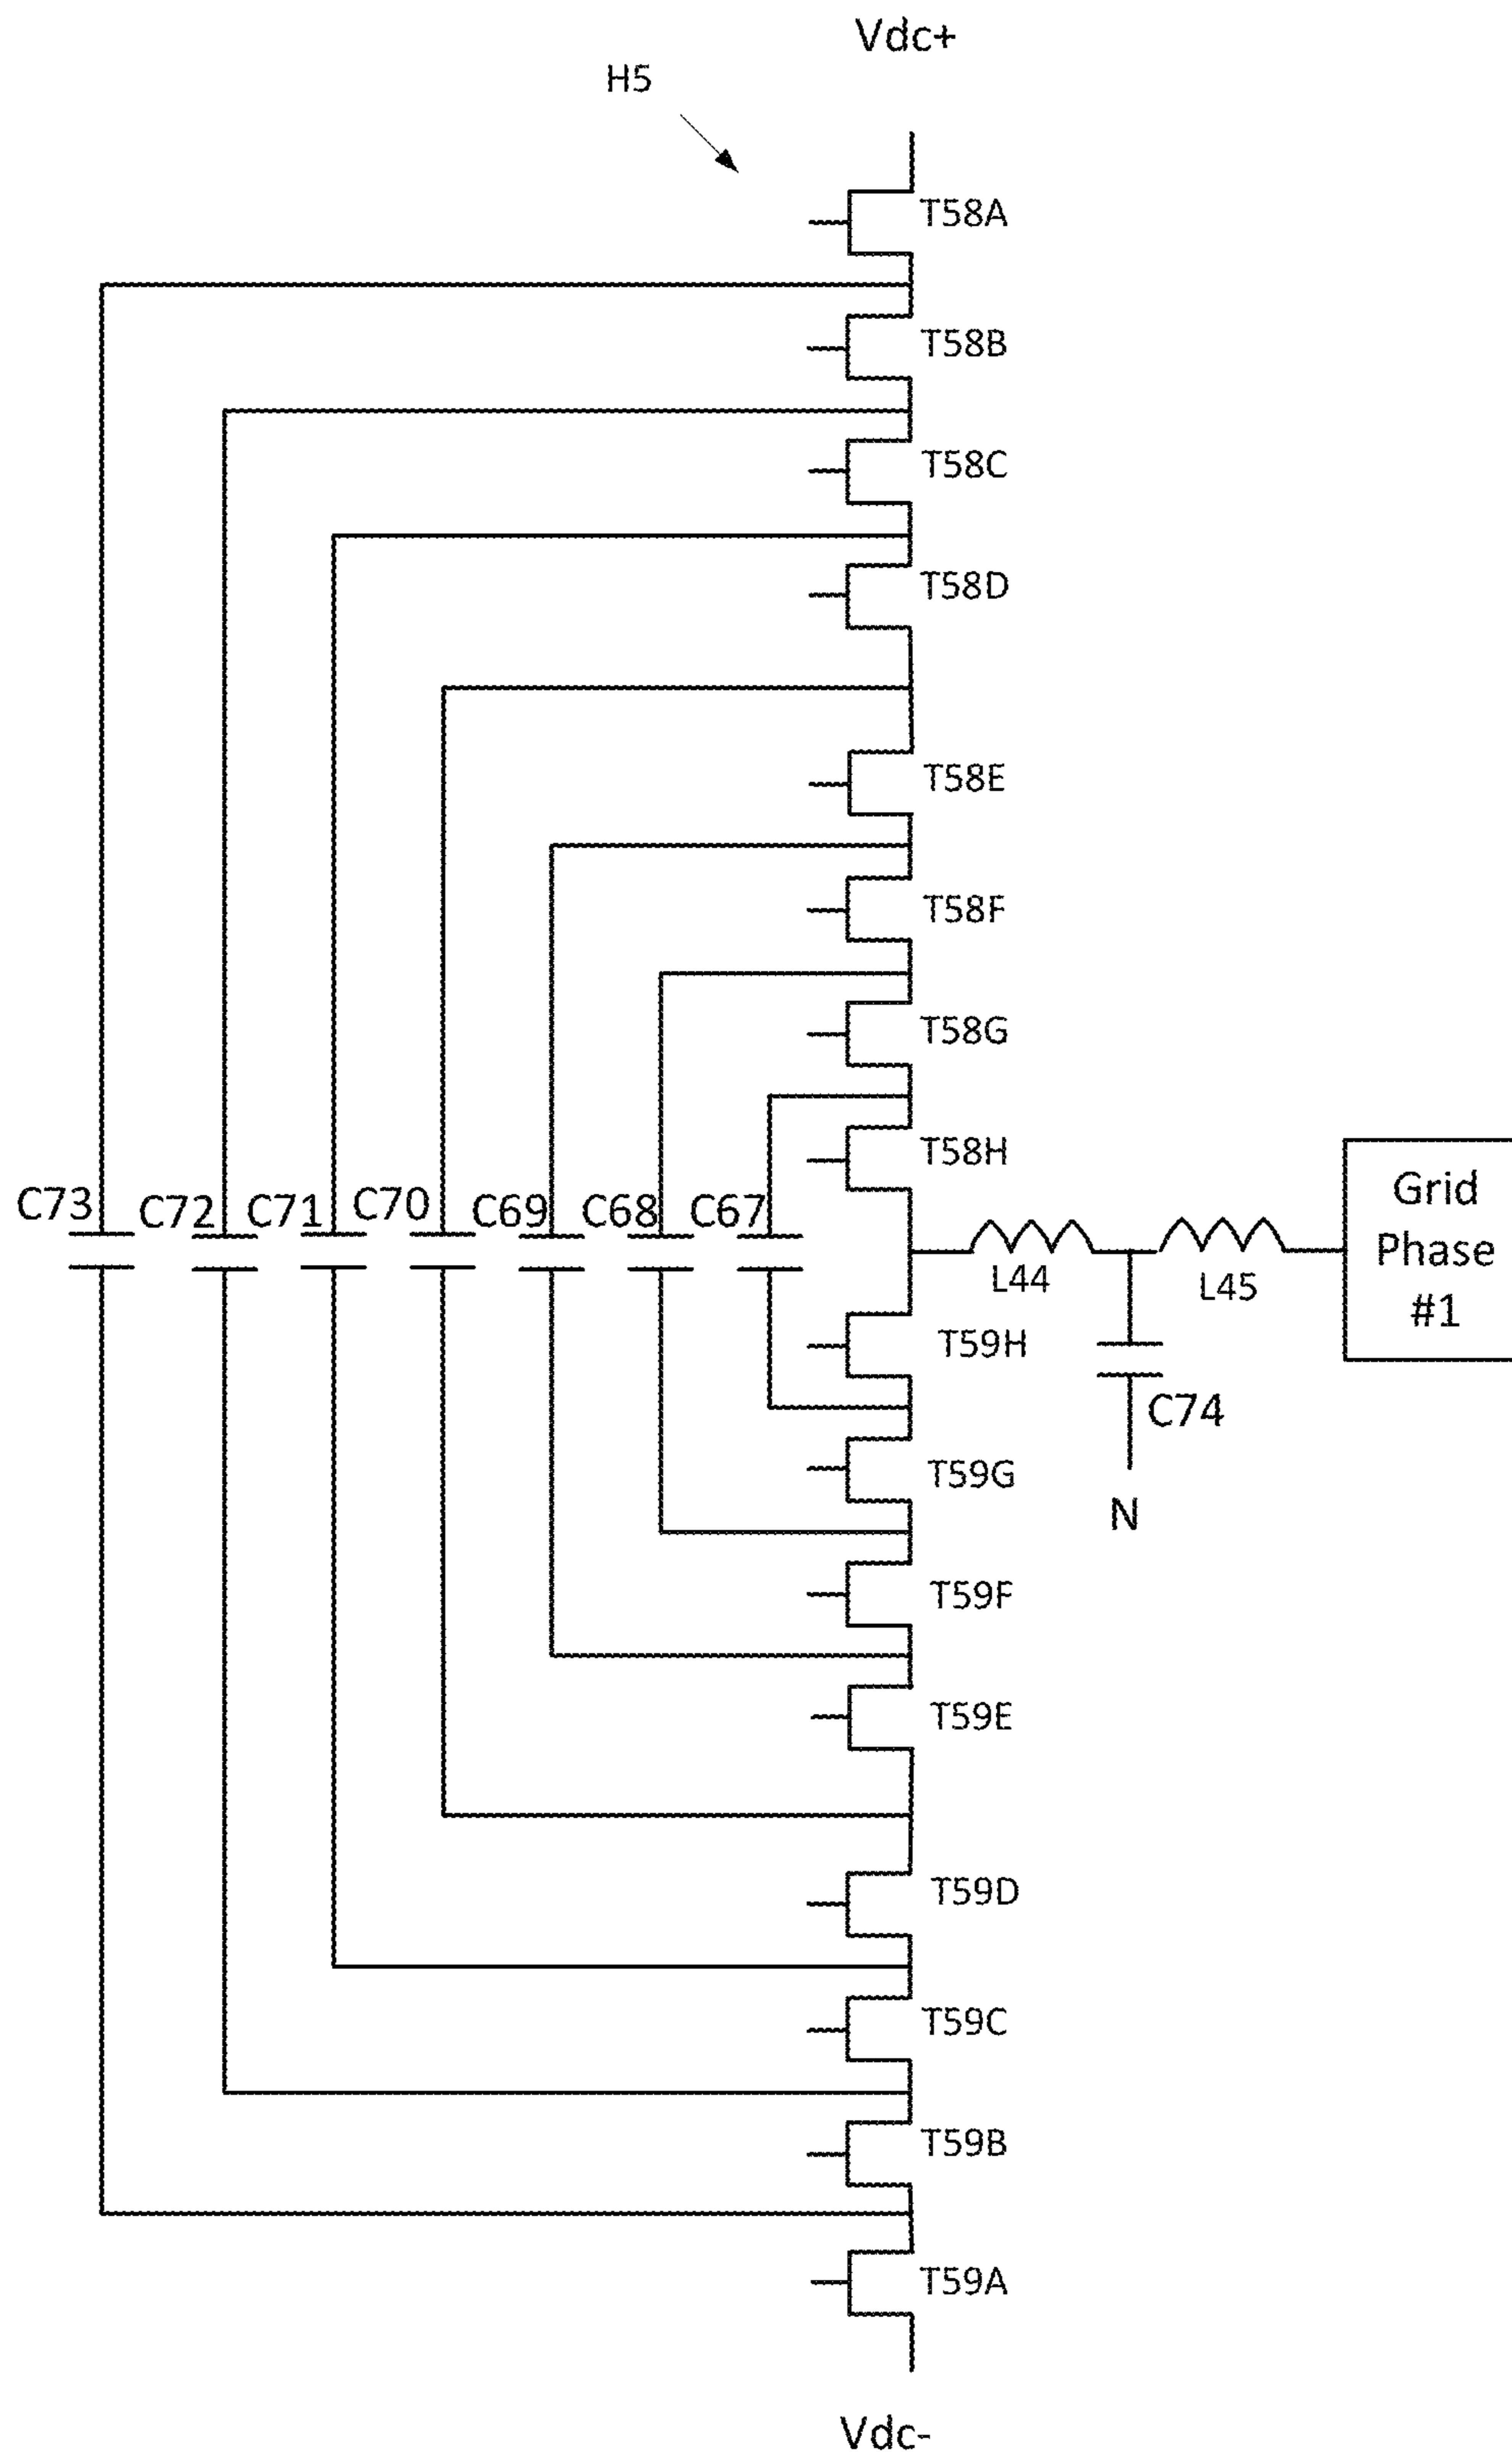 Vdc+
H5
T58A
T58B
T58C
T58D
T58E
T58F
T58G
T58H
C73
C72
C71
C70
C69
C68
C67
Grid
Phase
#1
L44
L45
T59H
C74
T59G
N
T59F
T59E
T59D
T59C
T59B
T59A
Vdc-